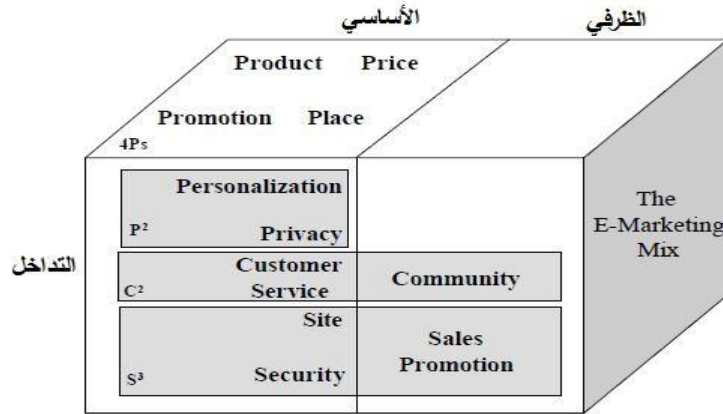 الأساسي
الظرفي
Product Price
Promotion Place
4Ps
Personalization
P²
Privacy
التداخل
Customer
Service
C²
Community
Site
S³
Security
Sales
Promotion
The
E-Marketing
Mix